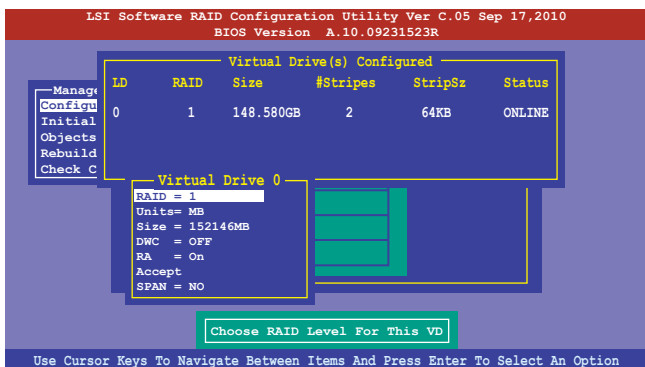 LSI Software RAID Configuration Utility Ver C.05 Sep 17,2010
BIOS Version A.10.09231523R
Virtual Drive(s) Configured
LD RAID Size #Stripes StripSz Status
0 1 148.580GB 2 64KB ONLINE
Manage
Configu
Initial
Objects
Rebuild
Check C
Virtual Drive 0
RAID = 1
Units= MB
Size = 152146MB
DWC = OFF
RA = On
Accept
SPAN = NO
Choose RAID Level For This VD
Use Cursor Keys To Navigate Between Items And Press Enter To Select An Option